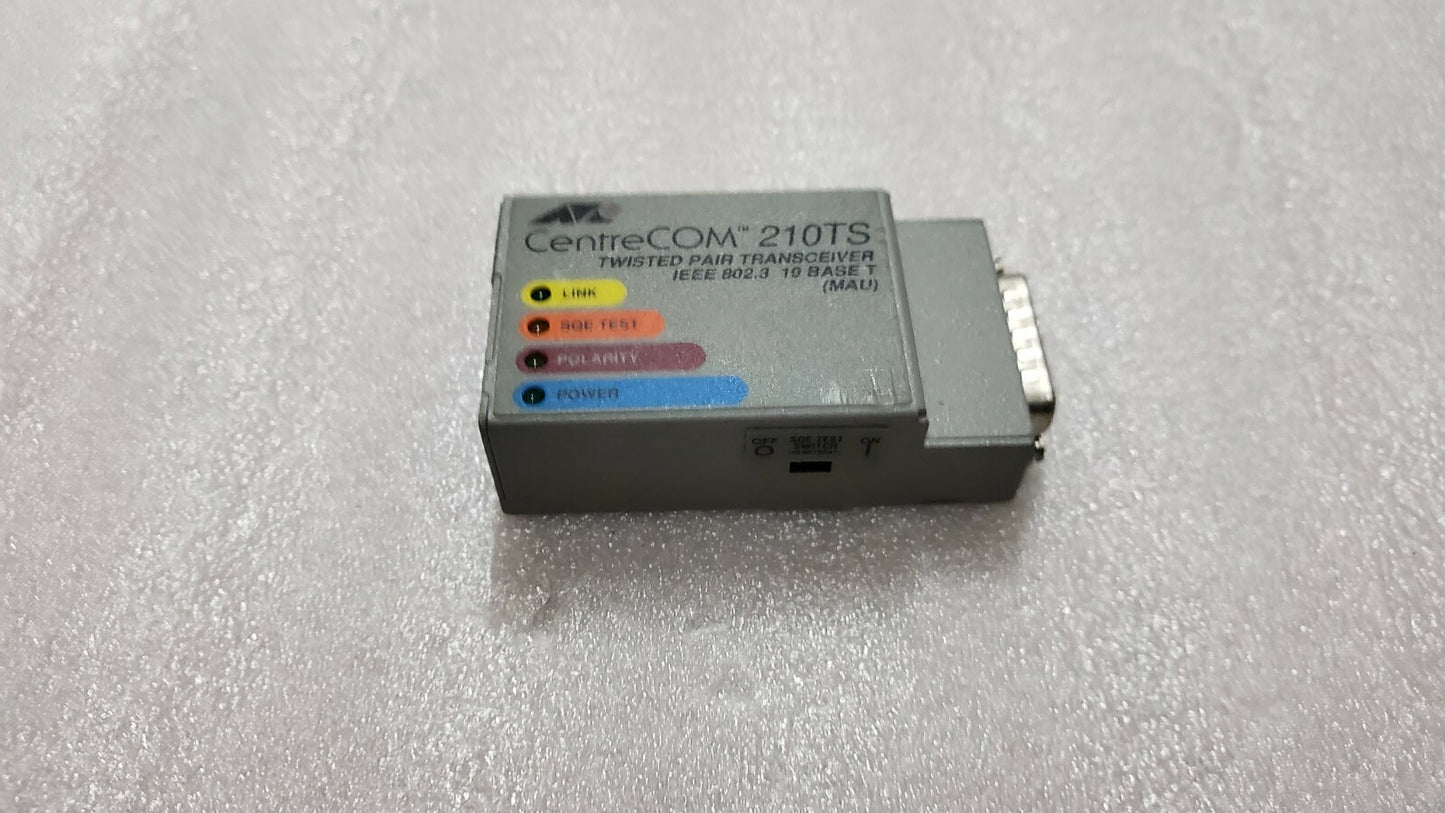 CentreCOM™ 210TS
TWISTED PAIR TRANSCEIVER
IEEE 802.3 10 BASE T
(MAU)
LINK
SQE TEST
POLARITY
POWER
OFF SQE TEST ON
SWITCH